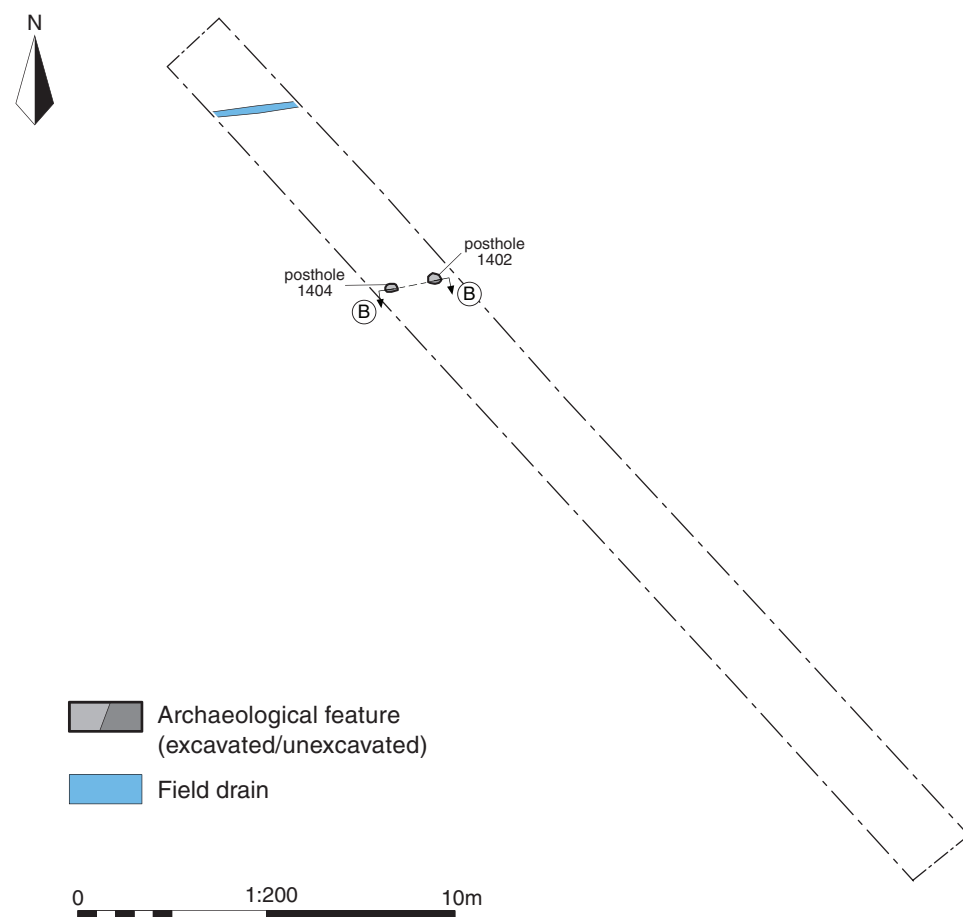 N
posthole
1402
posthole
1404
B
B
Archaeological feature
(excavated/unexcavated)
Field drain
0
1:200
10m